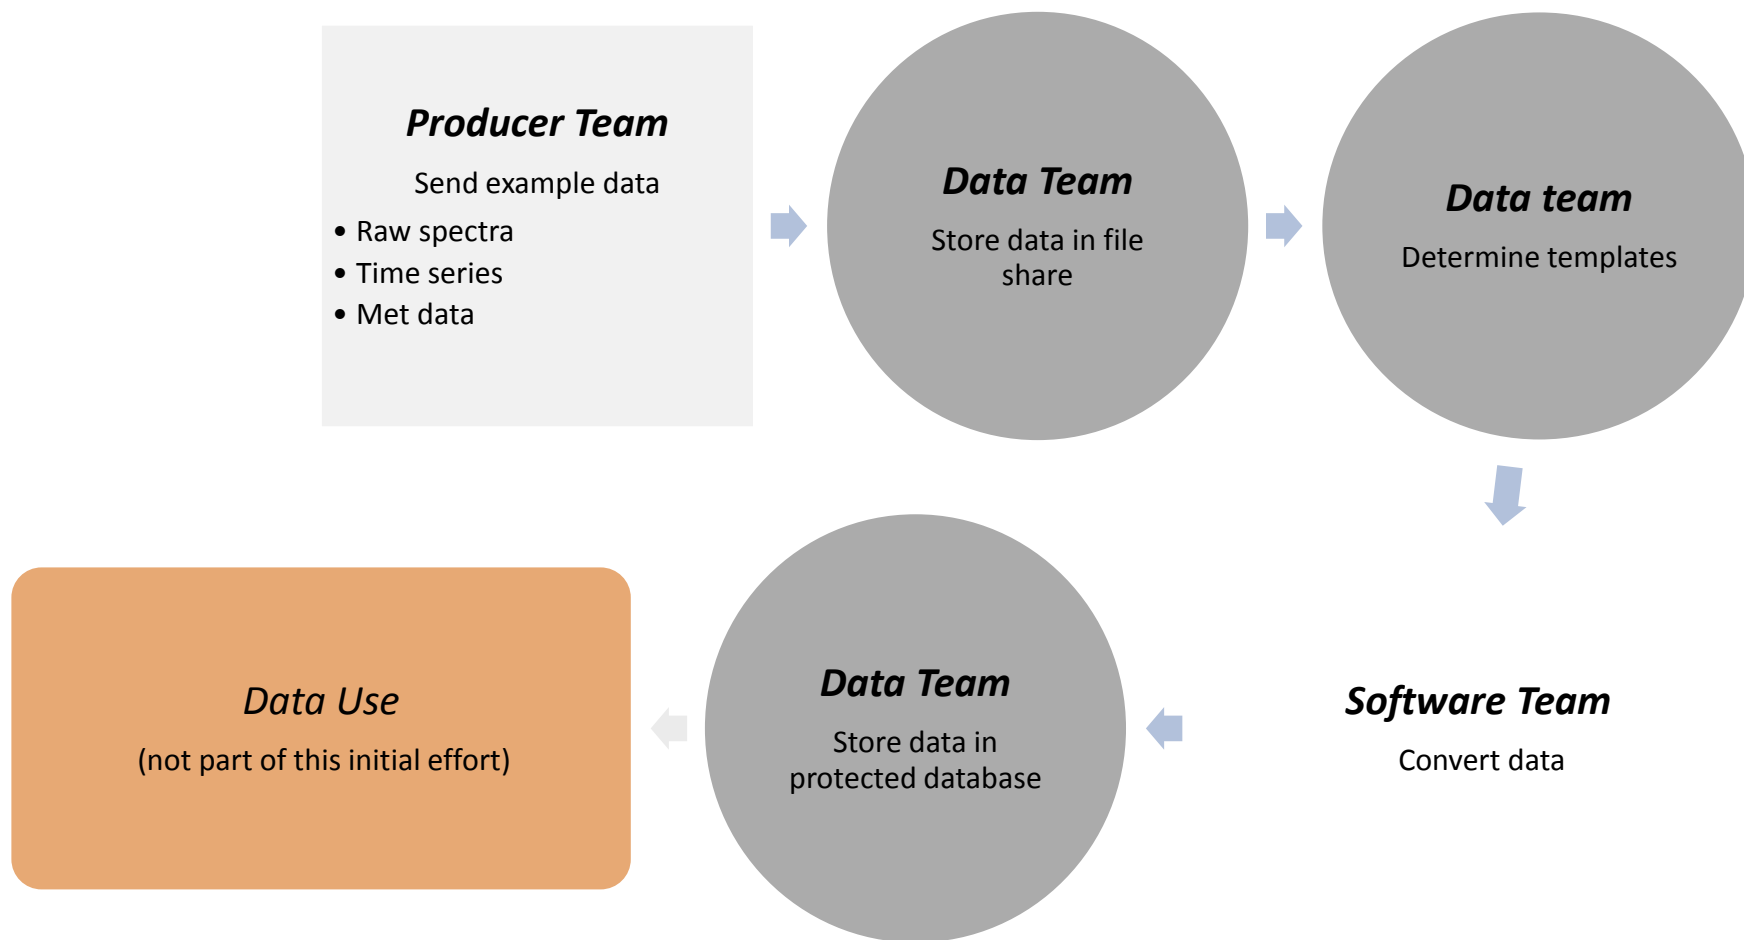 Producer Team
Send example data
• Raw spectra
• Time series
• Met data
Data Team
Store data in file
share
Data team
Determine templates
Software Team
Convert data
Data Team
Store data in
protected database
Data Use
(not part of this initial effort)